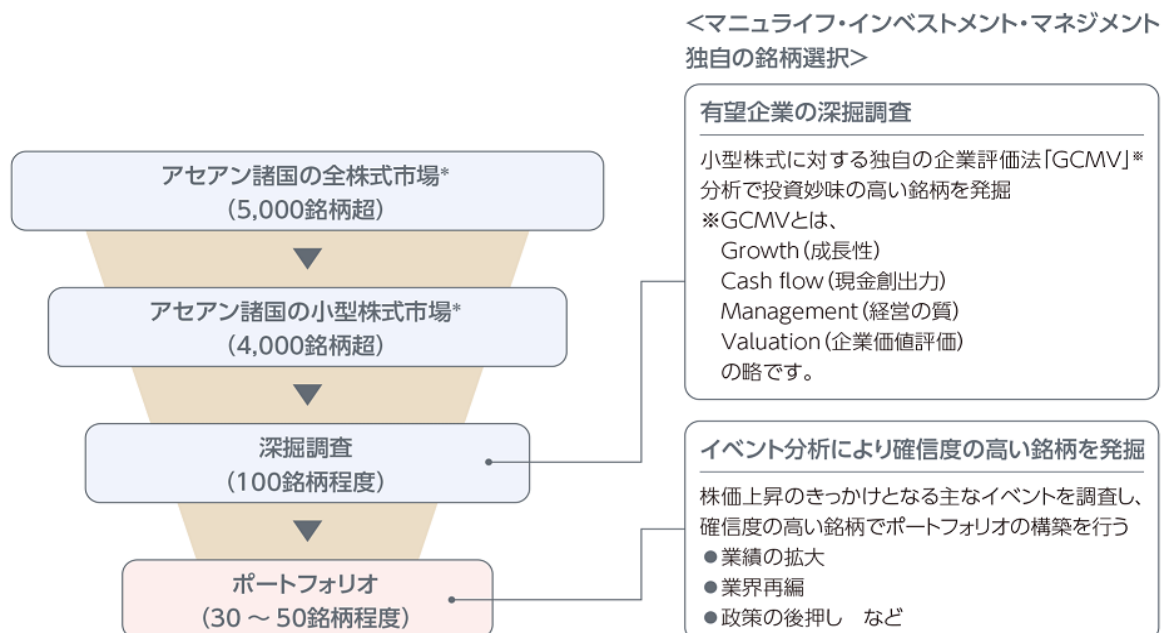 <マニュライフ・インベストメント・マネジメント
独自の銘柄選択>
アセアン諸国の全株式市場*
(5,000銘柄超)
アセアン諸国の小型株式市場*
(4,000銘柄超)
深掘調査
(100銘柄程度)
ポートフォリオ
(30 ～ 50銘柄程度)
有望企業の深掘調査
小型株式に対する独自の企業評価法「GCMV」※
分析で投資妙味の高い銘柄を発掘
※GCMVとは、
Growth(成長性)
Cash flow(現金創出力)
Management(経営の質)
Valuation(企業価値評価)
の略です。
イベント分析により確信度の高い銘柄を発掘
株価上昇のきっかけとなる主なイベントを調査し、
確信度の高い銘柄でポートフォリオの構築を行う
●業績の拡大
●業界再編
●政策の後押し　など